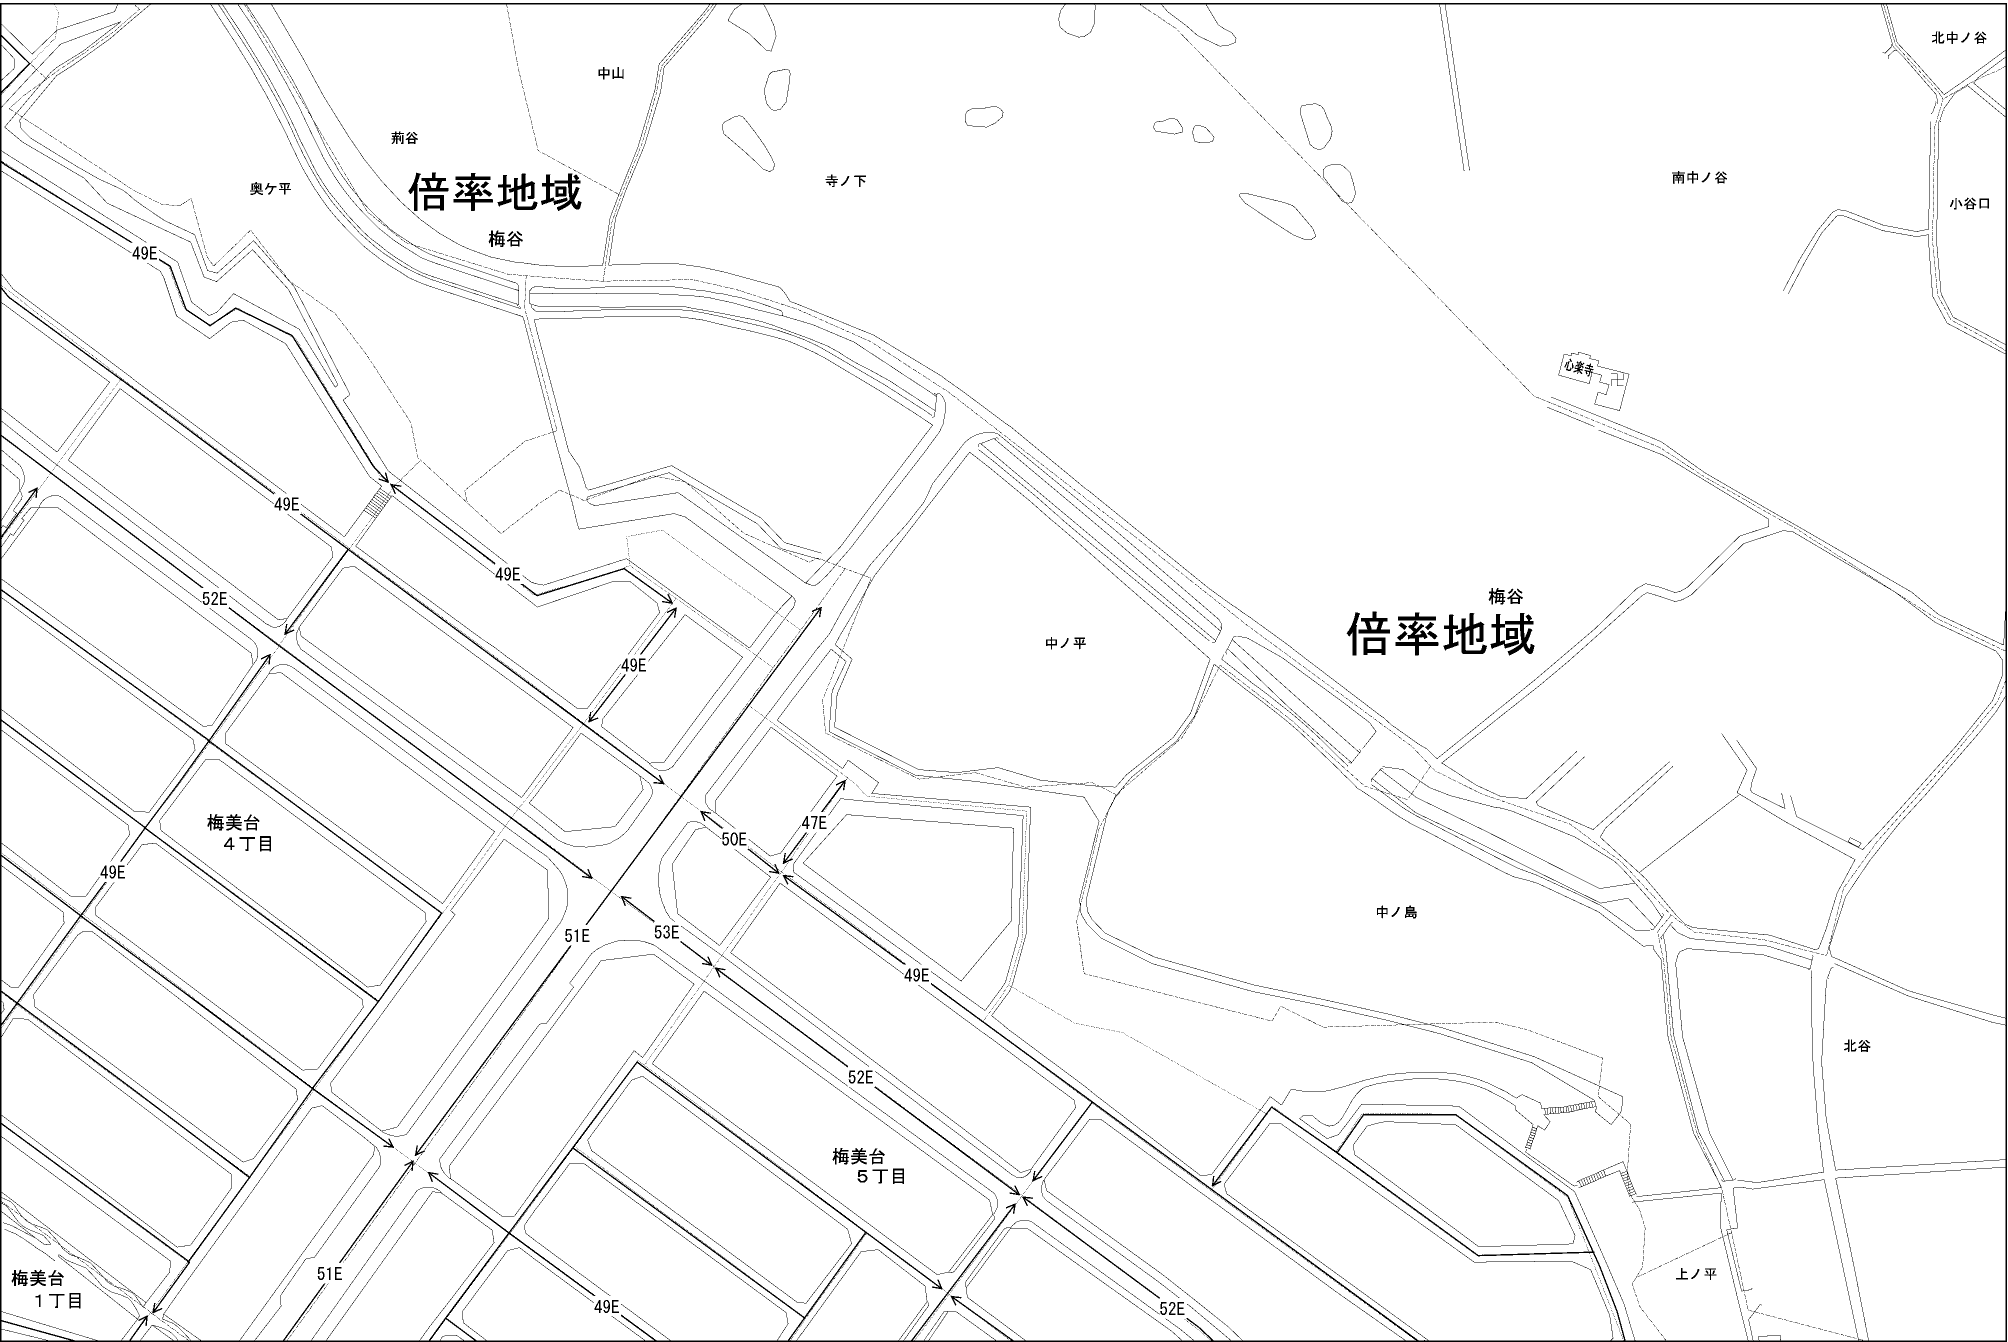 北中ノ谷
中山
荊谷
南中ノ谷
寺ノ下
奥ケ平
倍率地域
小谷口
梅谷
49E
心楽寺
49E
49E
梅谷
52E
倍率地域
中ノ平
49E
梅美台
4丁目
47E
50E
49E
中ノ島
53E
51E
49E
北谷
52E
梅美台
5丁目
51E
上ノ平
梅美台
1丁目
49E
52E